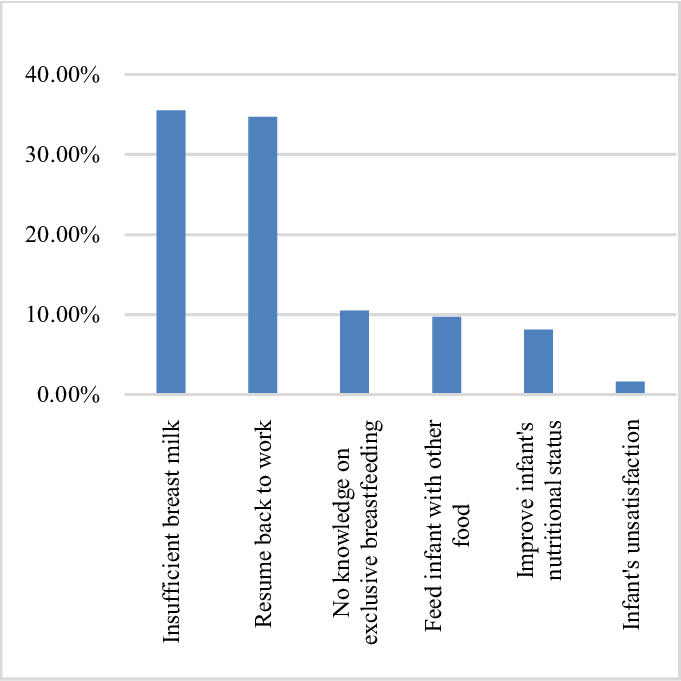 40.00%
30.00%
20.00%
10.00%
0.00%
Insufficient breast milk
Resume back to work
No knowledge on
exclusive breastfeeding
Feed infant with other
food
Improve infant's
nutritional status
Infant's unsatisfaction